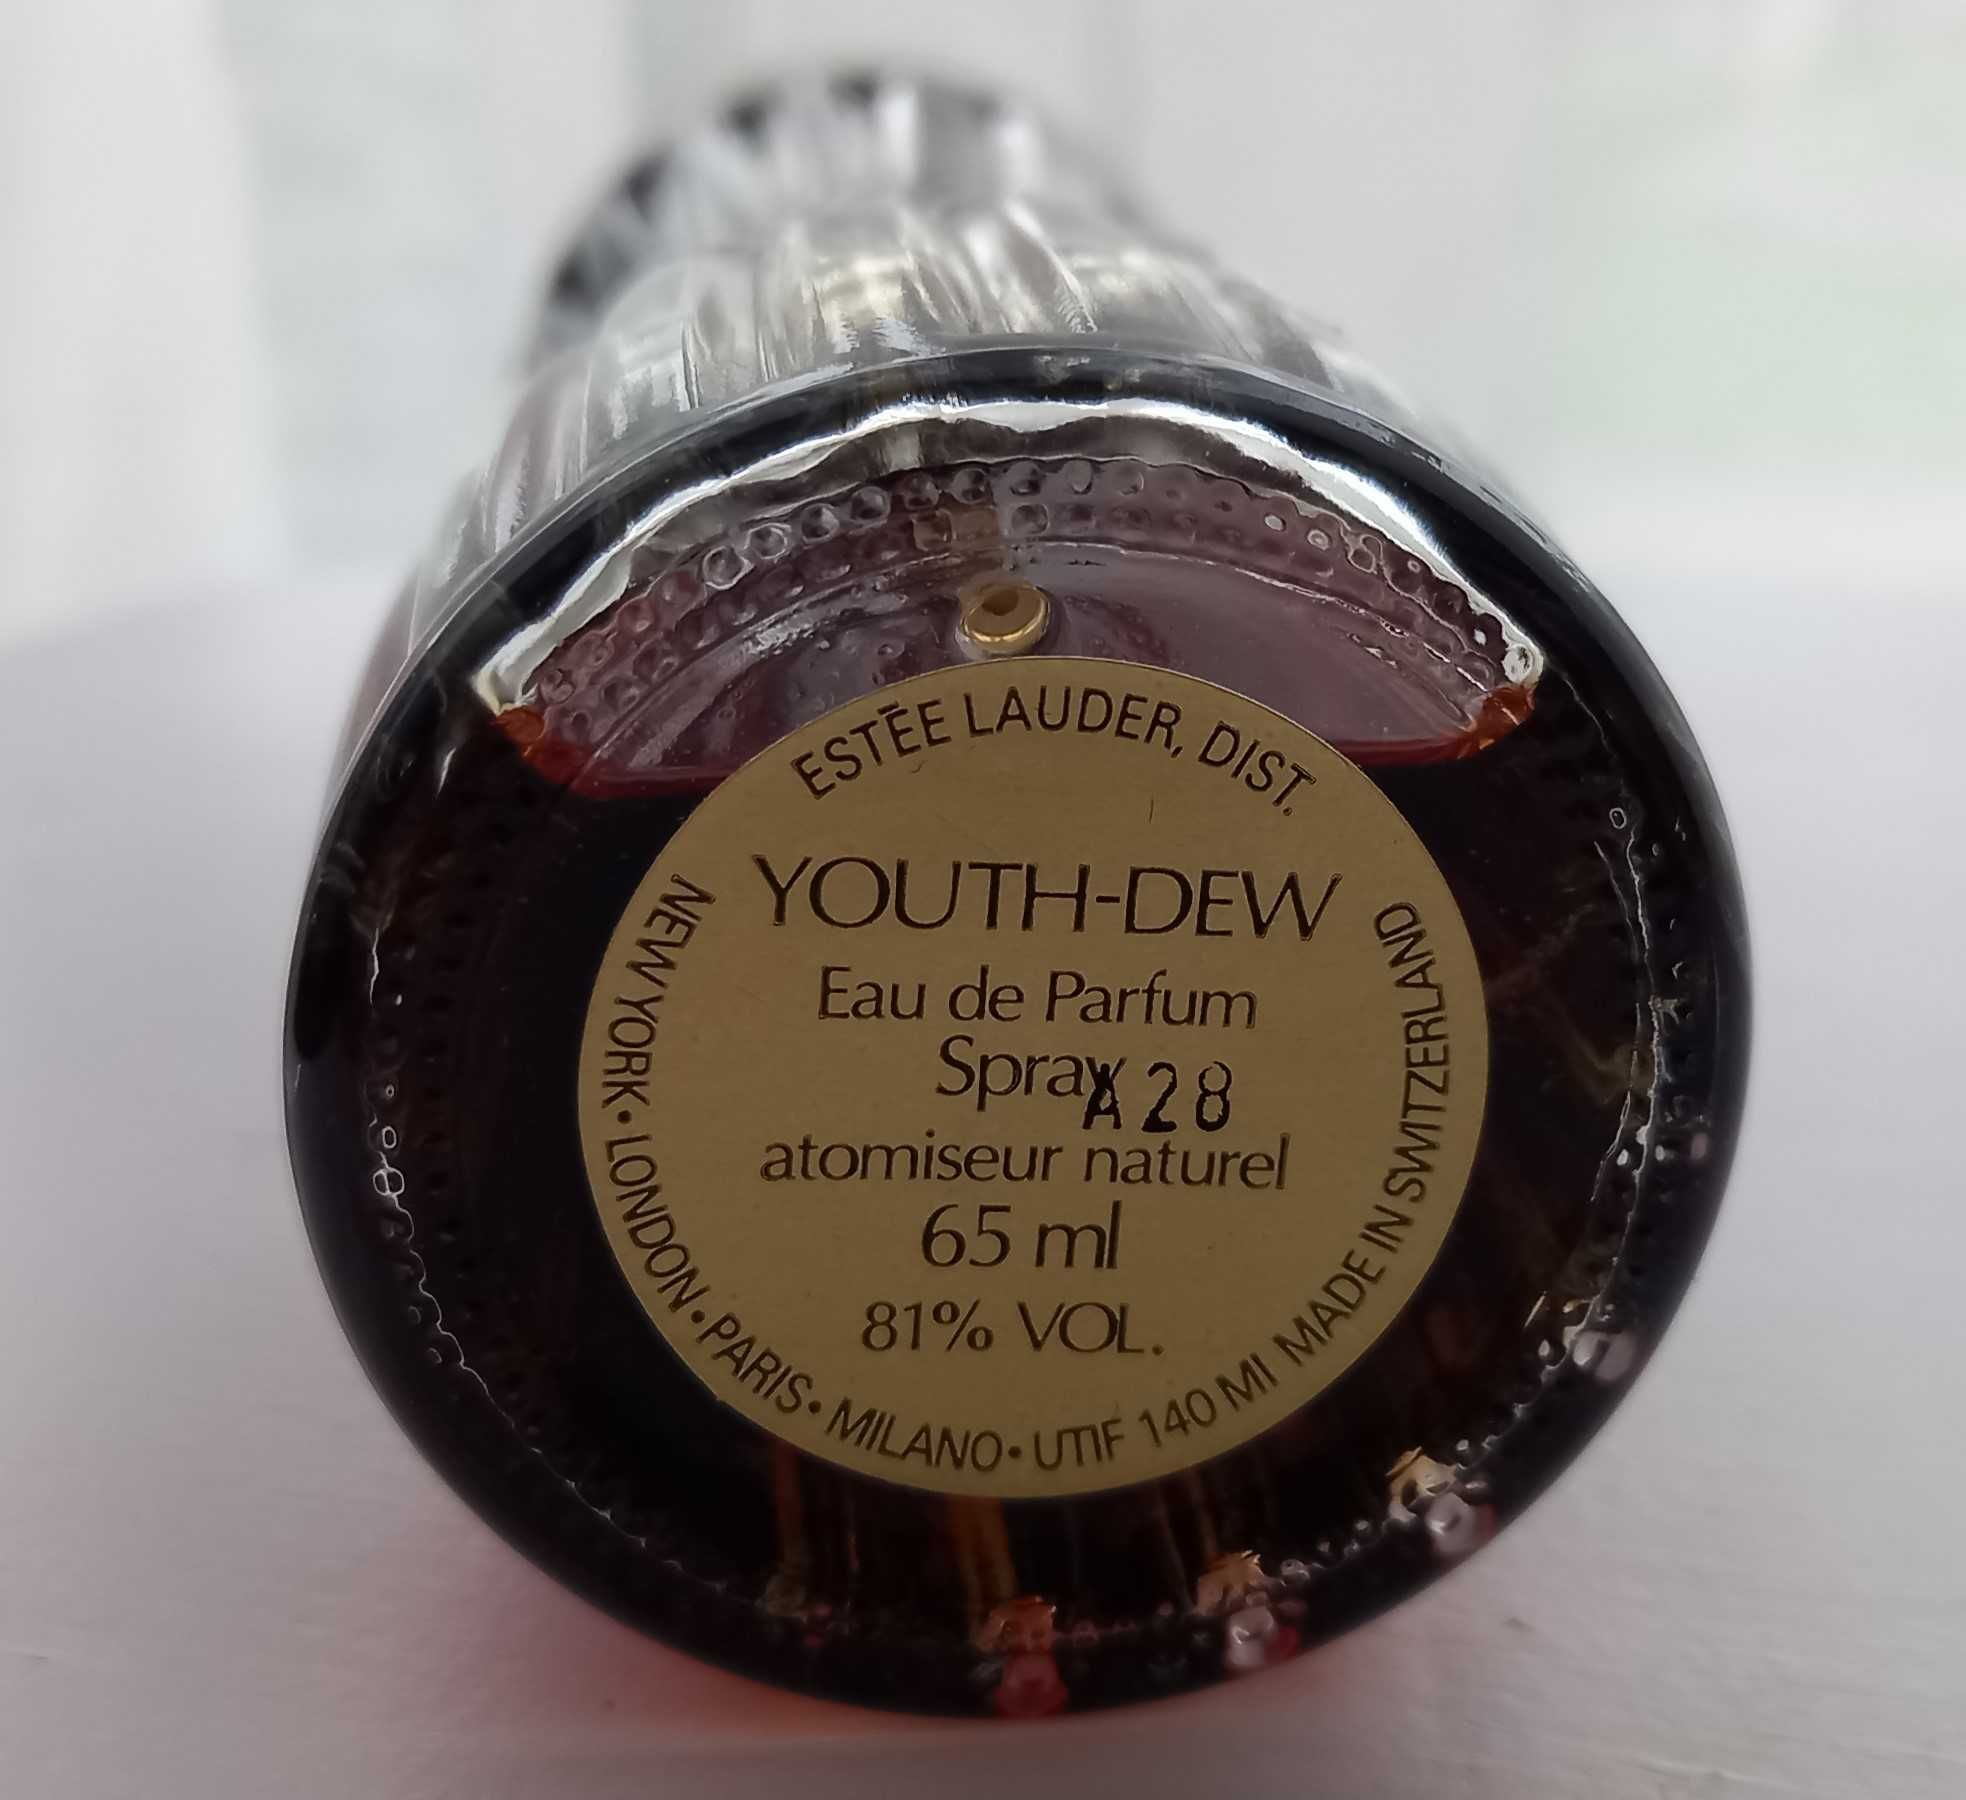 ESTĒE LAUDER, DIST.
YOUTH-DEW
Eau de Parfum
Spray
A28
atomiseur naturel
65 ml
81% VOL.
NEW YORK • LONDON • PARIS • MILANO • UTIF 140 MI MADE IN SWITZERLAND